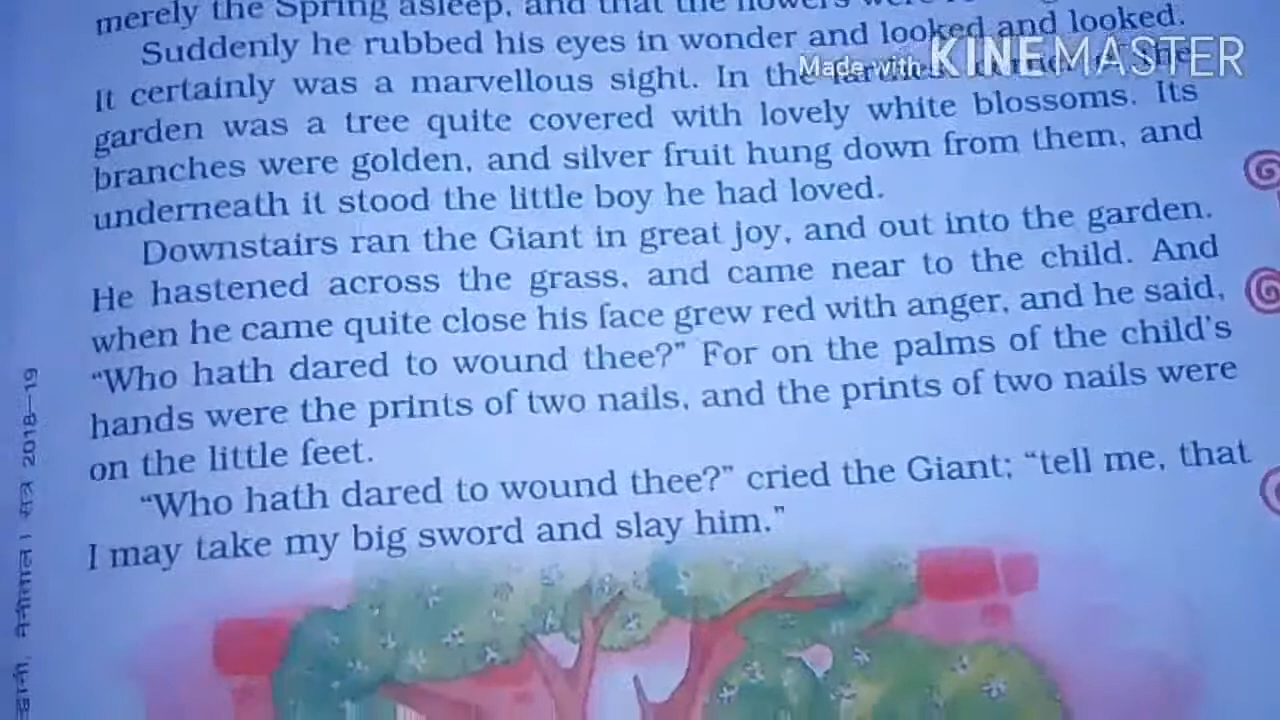 merely the Spring asleep, and that the flowers were
Suddenly he rubbed his eyes in wonder and looked and looked.
It certainly was a marvellous sight. In the
Made with KINEMASTER
garden was a tree quite covered with lovely white blossoms. Its
branches were golden, and silver fruit hung down from them, and
underneath it stood the little boy he had loved.
Downstairs ran the Giant in great joy, and out into the garden.
He hastened across the grass, and came near to the child. And
when he came quite close his face grew red with anger, and he said,
“Who hath dared to wound thee?” For on the palms of the child’s
hands were the prints of two nails, and the prints of two nails were
on the little feet.
“Who hath dared to wound thee?” cried the Giant; “tell me, that
I may take my big sword and slay him.”
2018—19